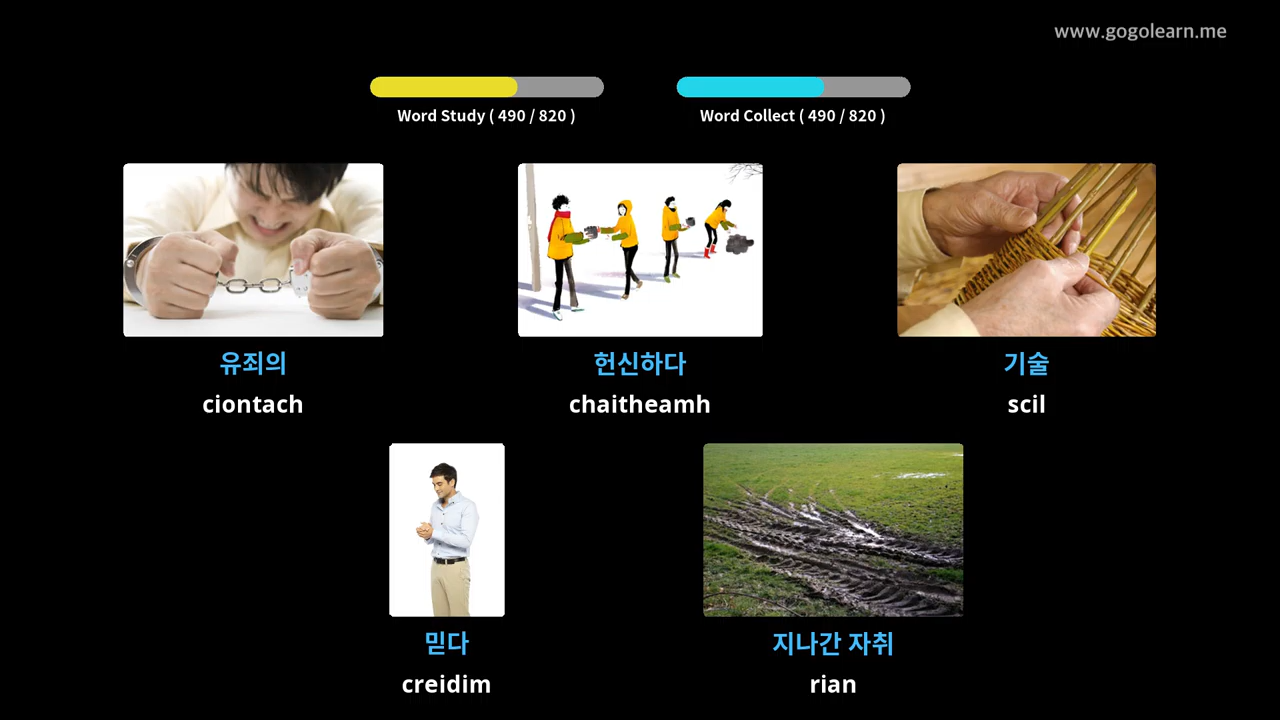 www.gogolearn.me
Word Study ( 490 / 820 )
Word Collect ( 490 / 820 )
유죄의
ciontach
헌신하다
chaitheamh
기술
scil
믿다
creidim
지나간 자취
rian